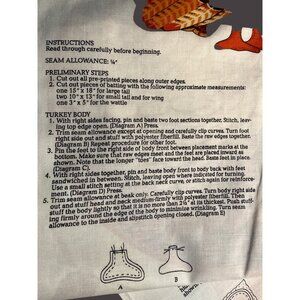 INSTRUCTIONS
Read through carefully before beginning.
SEAM ALLOWANCE: ¼"
PRELIMINARY STEPS
1. Cut out all pre-printed pieces along outer edges.
2. Cut out pieces of batting with the following approximate measurements:
one 15" x 18" for large tail
two 10" x 13" for small tail and for wing
one 3" x 5" for the wattle
TURKEY BODY
1. With right sides facing, pin and baste two foot sections together. Stitch, leav-
ing top edge open. (Diagram A) Press.
2. Trim seam allowance except at opening and carefully clip curves. Turn foot
right side out and stuff with polyester fiberfill. Baste the raw edges together.
(Diagram B) Repeat procedure for other foot.
3. Pin the feet to the right side of body front between placement marks at the
bottom. Make sure that raw edges match and the feet are placed inward as
shown. Note that the longer "toes" face toward the head. Baste feet in place.
(Diagram C).
4. With right sides together, pin and baste body front to body back with feet
sandwiched in between. Stitch, leaving open where indicated for turning.
Use a small stitch setting at the back neck curve, or stitch again for reinforce-
ment. (Diagram D) Press.
5. Trim seam allowance at beak only. Carefully clip curves. Turn body right side
out and stuff head and neck medium-firmly with polyester fiberfill. Then
stuff the body lightly so that it is no more than 2½" at its thickest. Push stuff-
ing firmly around the edge of the body to minimize wrinkling. Turn seam
allowance to the inside and slipstitch opening closed. (Diagram E)
A
B